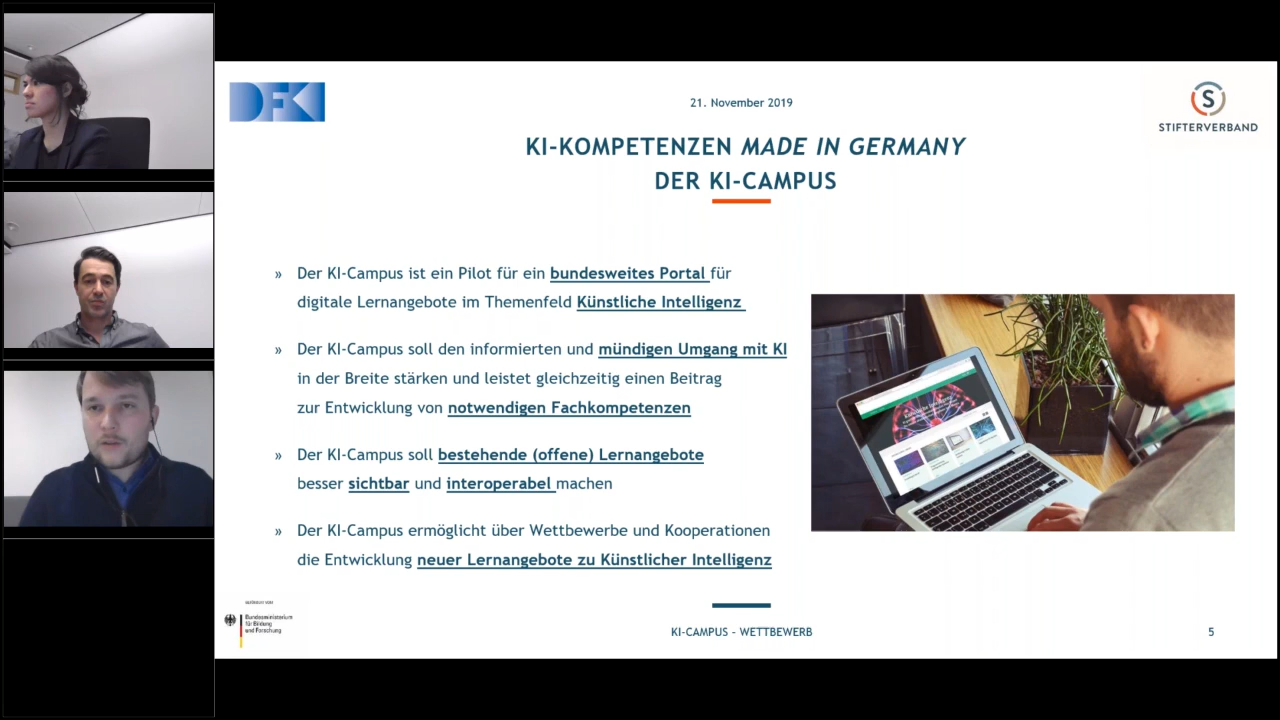 DFKI
21. November 2019
STIFTERVERBAND
KI-KOMPETENZEN MADE IN GERMANY
DER KI-CAMPUS
» Der KI-Campus ist ein Pilot für ein bundesweites Portal für
digitale Lernangebote im Themenfeld Künstliche Intelligenz
» Der KI-Campus soll den informierten und mündigen Umgang mit KI
in der Breite stärken und leistet gleichzeitig einen Beitrag
zur Entwicklung von notwendigen Fachkompetenzen
» Der KI-Campus soll bestehende (offene) Lernangebote
besser sichtbar und interoperabel machen
» Der KI-Campus ermöglicht über Wettbewerbe und Kooperationen
die Entwicklung neuer Lernangebote zu Künstlicher Intelligenz
GEFÖRDERT VOM
Bundesministerium
für Bildung
und Forschung
KI-CAMPUS - WETTBEWERB
5